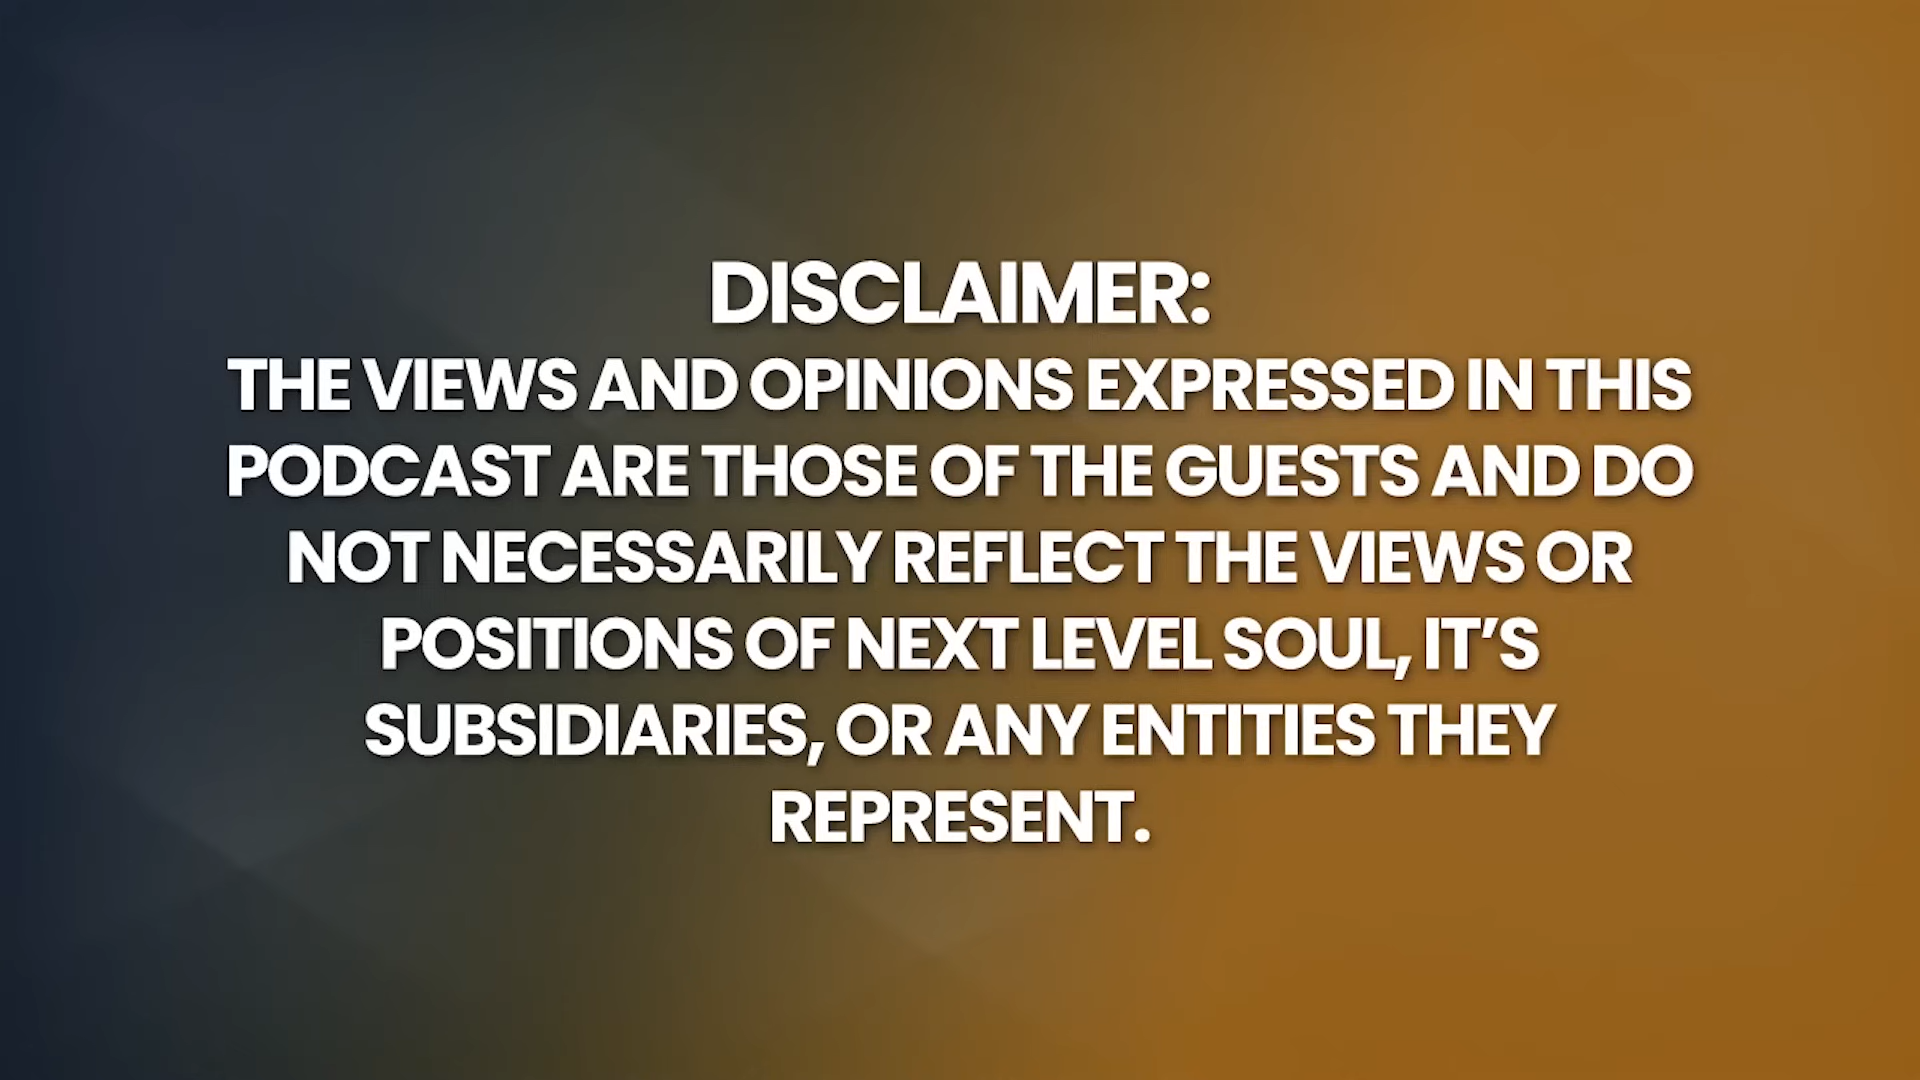 DISCLAIMER:
THE VIEWS AND OPINIONS EXPRESSED IN THIS
PODCAST ARE THOSE OF THE GUESTS AND DO
NOT NECESSARILY REFLECT THE VIEWS OR
POSITIONS OF NEXT LEVEL SOUL, IT’S
SUBSIDIARIES, OR ANY ENTITIES THEY
REPRESENT.